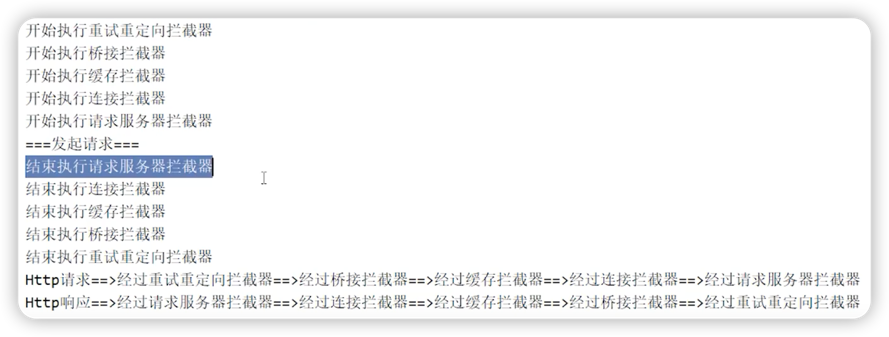 开始执行重试重定向拦截器
开始执行桥接拦截器
开始执行缓存拦截器
开始执行连接拦截器
开始执行请求服务器拦截器
===发起请求===
结束执行请求服务器拦截器
结束执行连接拦截器
结束执行缓存拦截器
结束执行桥接拦截器
结束执行重试重定向拦截器
Http请求==>经过重试重定向拦截器==>经过桥接拦截器==>经过缓存拦截器==>经过连接拦截器==>经过请求服务器拦截器
Http响应==>经过请求服务器拦截器==>经过连接拦截器==>经过缓存拦截器==>经过桥接拦截器==>经过重试重定向拦截器